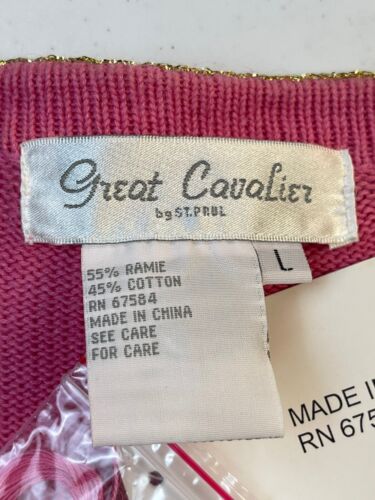 great Cavalier
by ST. PAUL
L
55% RAMIE
45% COTTON
RN 67584
MADE IN CHINA
SEE CARE
FOR CARE
MADE I
RN 675